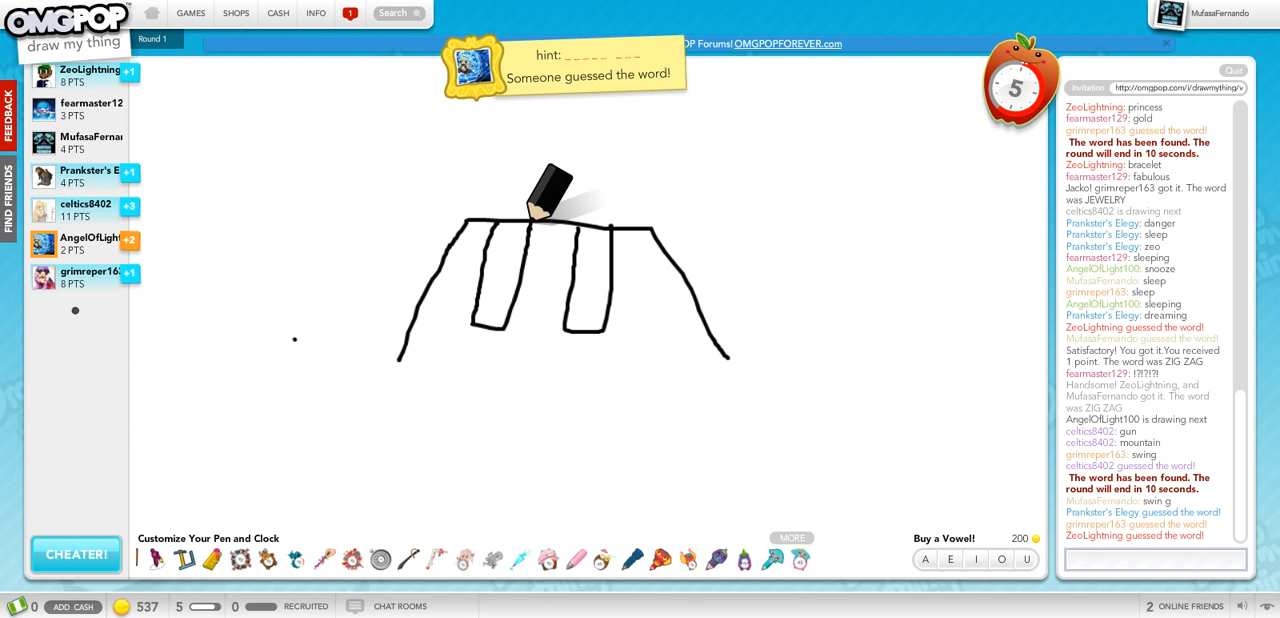 OMGPOP™
GAMES
SHOPS
CASH
INFO
1
Search
MufasaFernando
draw my thing
Round 1
OP Forums! OMGPOPFOREVER.com
hint: _ _ _ _ _  _ _ _
Someone guessed the word!
5
FEEDBACK
FIND FRIENDS
ZeoLightning
8 PTS
+1
fearmaster12
3 PTS
MufasaFernan
4 PTS
Prankster's E
4 PTS
+1
celtics8402
11 PTS
+3
AngelOfLight
2 PTS
+2
grimreper163
8 PTS
+1
CHEATER!
Customize Your Pen and Clock
MORE
Buy a Vowel!
200
A
E
I
O
U
Quit
Invitation
http://omgpop.com/i/drawmything/v
ZeoLightning: princess
fearmaster129: gold
grimreper163 guessed the word!
The word has been found. The
round will end in 10 seconds.
ZeoLightning: bracelet
fearmaster129: fabulous
Jacko! grimreper163 got it. The word
was JEWELRY
celtics8402 is drawing next
Prankster's Elegy: danger
Prankster's Elegy: sleep
Prankster's Elegy: zeo
fearmaster129: sleeping
AngelOfLight100: snooze
MufasaFernando: sleep
grimreper163: sleep
AngelOfLight100: sleeping
Prankster's Elegy: dreaming
ZeoLightning guessed the word!
MufasaFernando guessed the word!
Satisfactory! You got it.You received
1 point. The word was ZIG ZAG
fearmaster129: !?!?!?!
Handsome! ZeoLightning, and
MufasaFernando got it. The word
was ZIG ZAG
AngelOfLight100 is drawing next
celtics8402: gun
celtics8402: mountain
grimreper163: swing
celtics8402 guessed the word!
The word has been found. The
round will end in 10 seconds.
MufasaFernando: swin g
Prankster's Elegy guessed the word!
grimreper163 guessed the word!
ZeoLightning guessed the word!
0
ADD CASH
537
5
0
RECRUITED
CHAT ROOMS
2 ONLINE FRIENDS